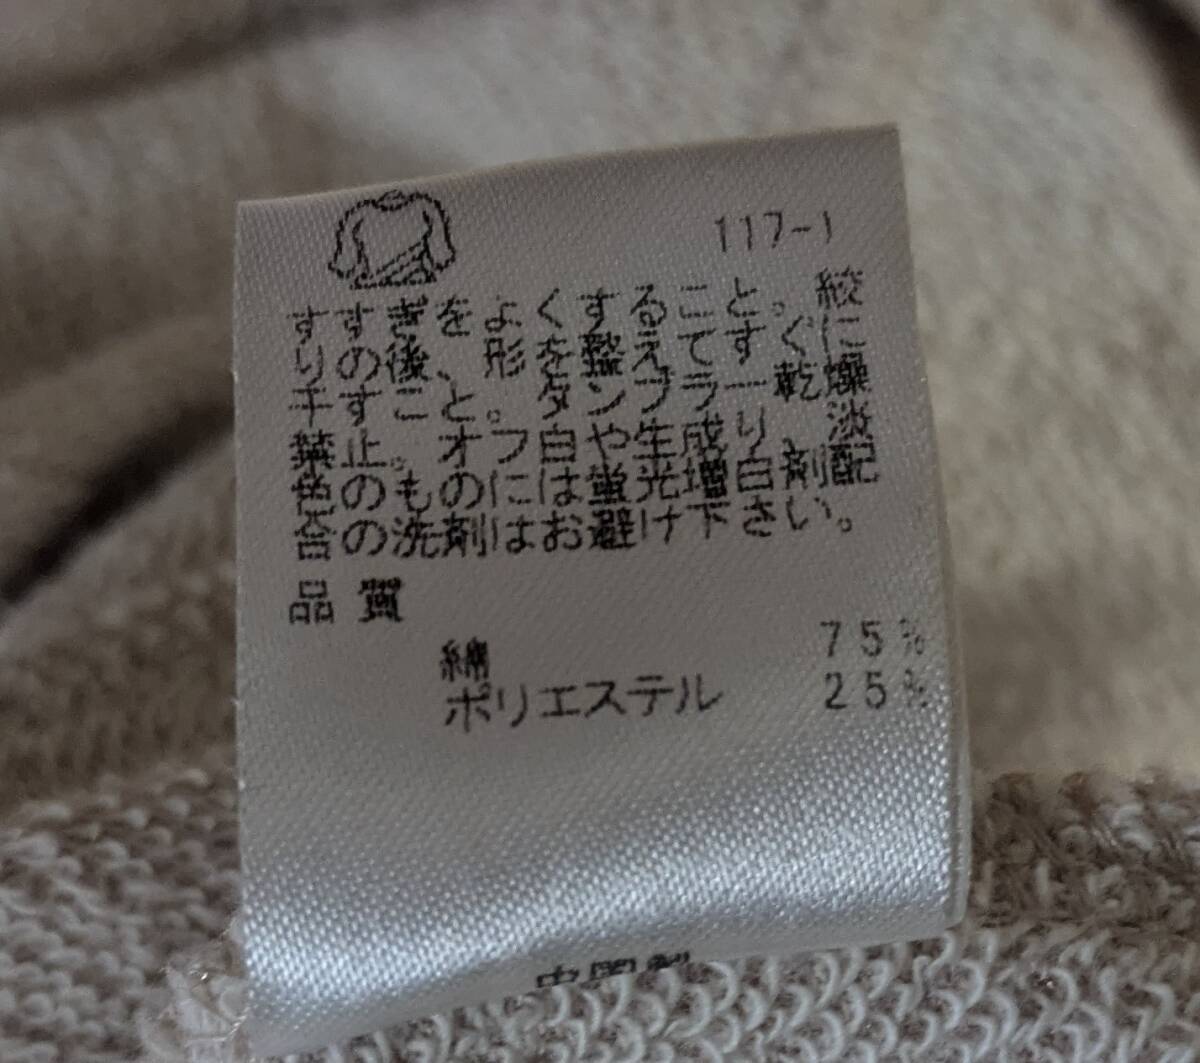 117-1
すすぎをよくすること。絞
りの後、形を整えてすぐに
干すこと。タンブラー乾燥
禁止。オフ白や生成り、淡
色のものには蛍光増白剤配
合の洗剤はお避け下さい。
品質
綿 75%
ポリエステル 25%
中国製